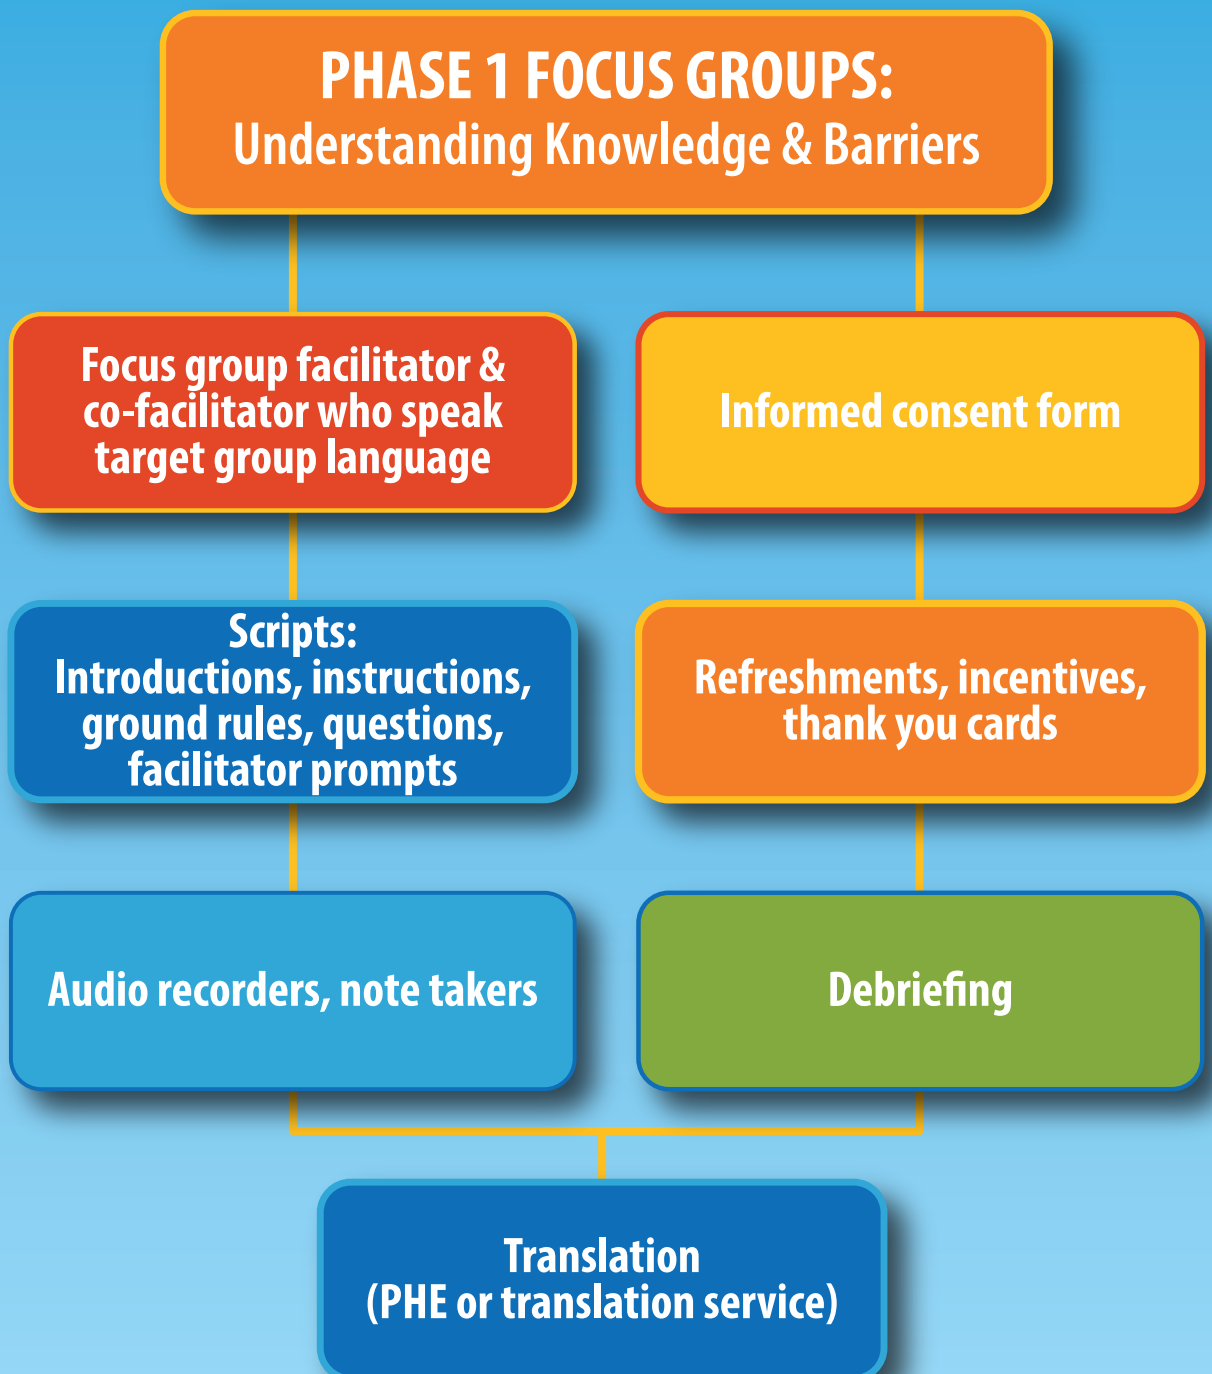 PHASE 1 FOCUS GROUPS:
Understanding Knowledge & Barriers
Focus group facilitator &
co-facilitator who speak
target group language
Informed consent form
Scripts:
Introductions, instructions,
ground rules, questions,
facilitator prompts
Refreshments, incentives,
thank you cards
Audio recorders, note takers
Debriefing
Translation
(PHE or translation service)